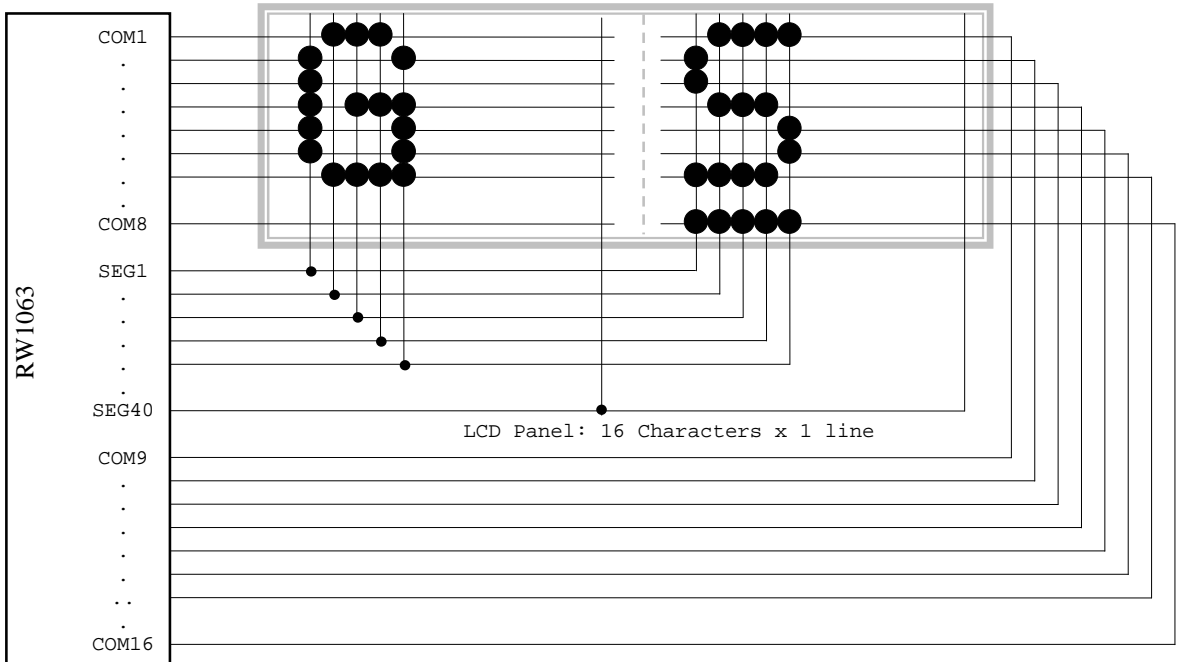 COM1
.
.
.
.
.
.
.
COM8
SEG1
.
.
.
.
.
SEG40
LCD Panel: 16 Characters x 1 line
COM9
.
.
.
.
.
. .
.
COM16
RW1063
G S